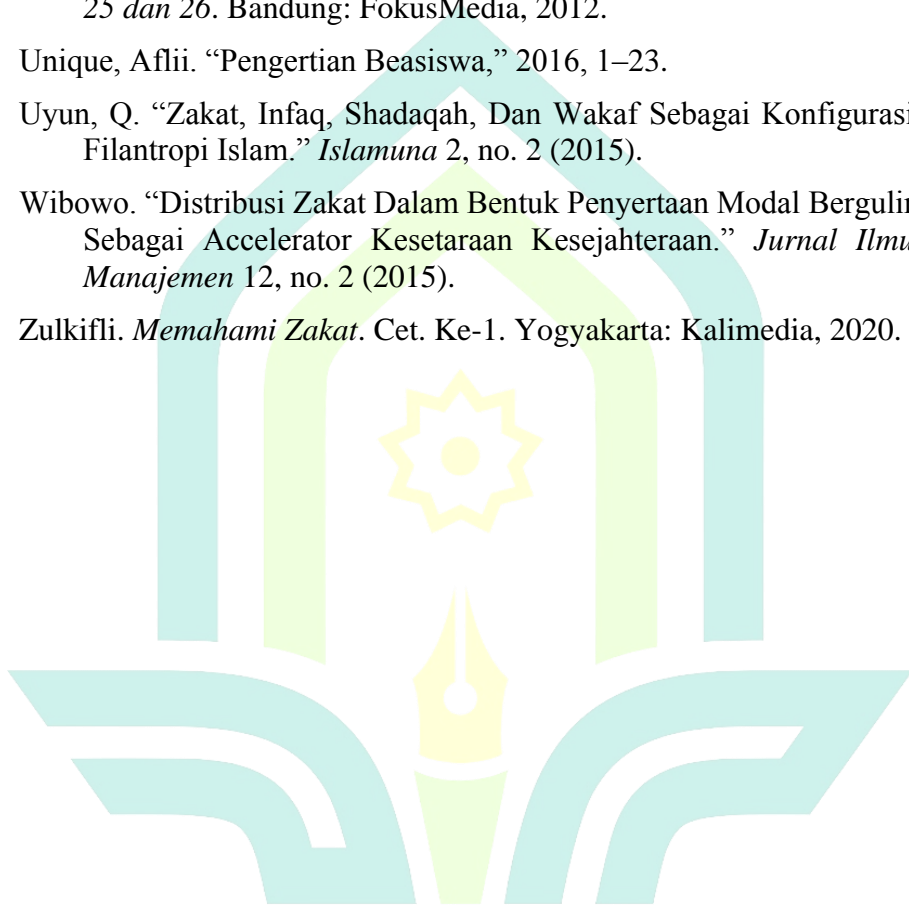 25 dan 26. Bandung: FokusMedia, 2012.
Unique, Aflii. “Pengertian Beasiswa,” 2016, 1–23.
Uyun, Q. “Zakat, Infaq, Shadaqah, Dan Wakaf Sebagai Konfigurasi
Filantropi Islam.” Islamuna 2, no. 2 (2015).
Wibowo. “Distribusi Zakat Dalam Bentuk Penyertaan Modal Bergulir
Sebagai Accelerator Kesetaraan Kesejahteraan.” Jurnal Ilmu
Manajemen 12, no. 2 (2015).
Zulkifli. Memahami Zakat. Cet. Ke-1. Yogyakarta: Kalimedia, 2020.